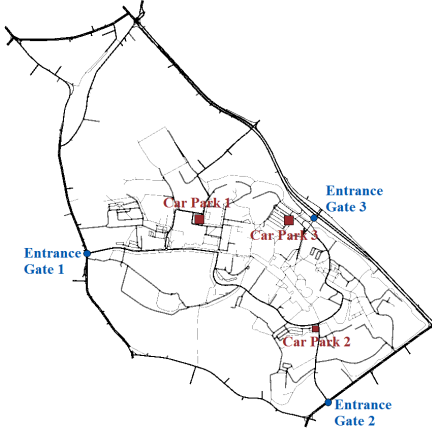 Entrance
Gate 3
Car Park 1
Car Park 3
Entrance
Gate 1
Car Park 2
Entrance
Gate 2